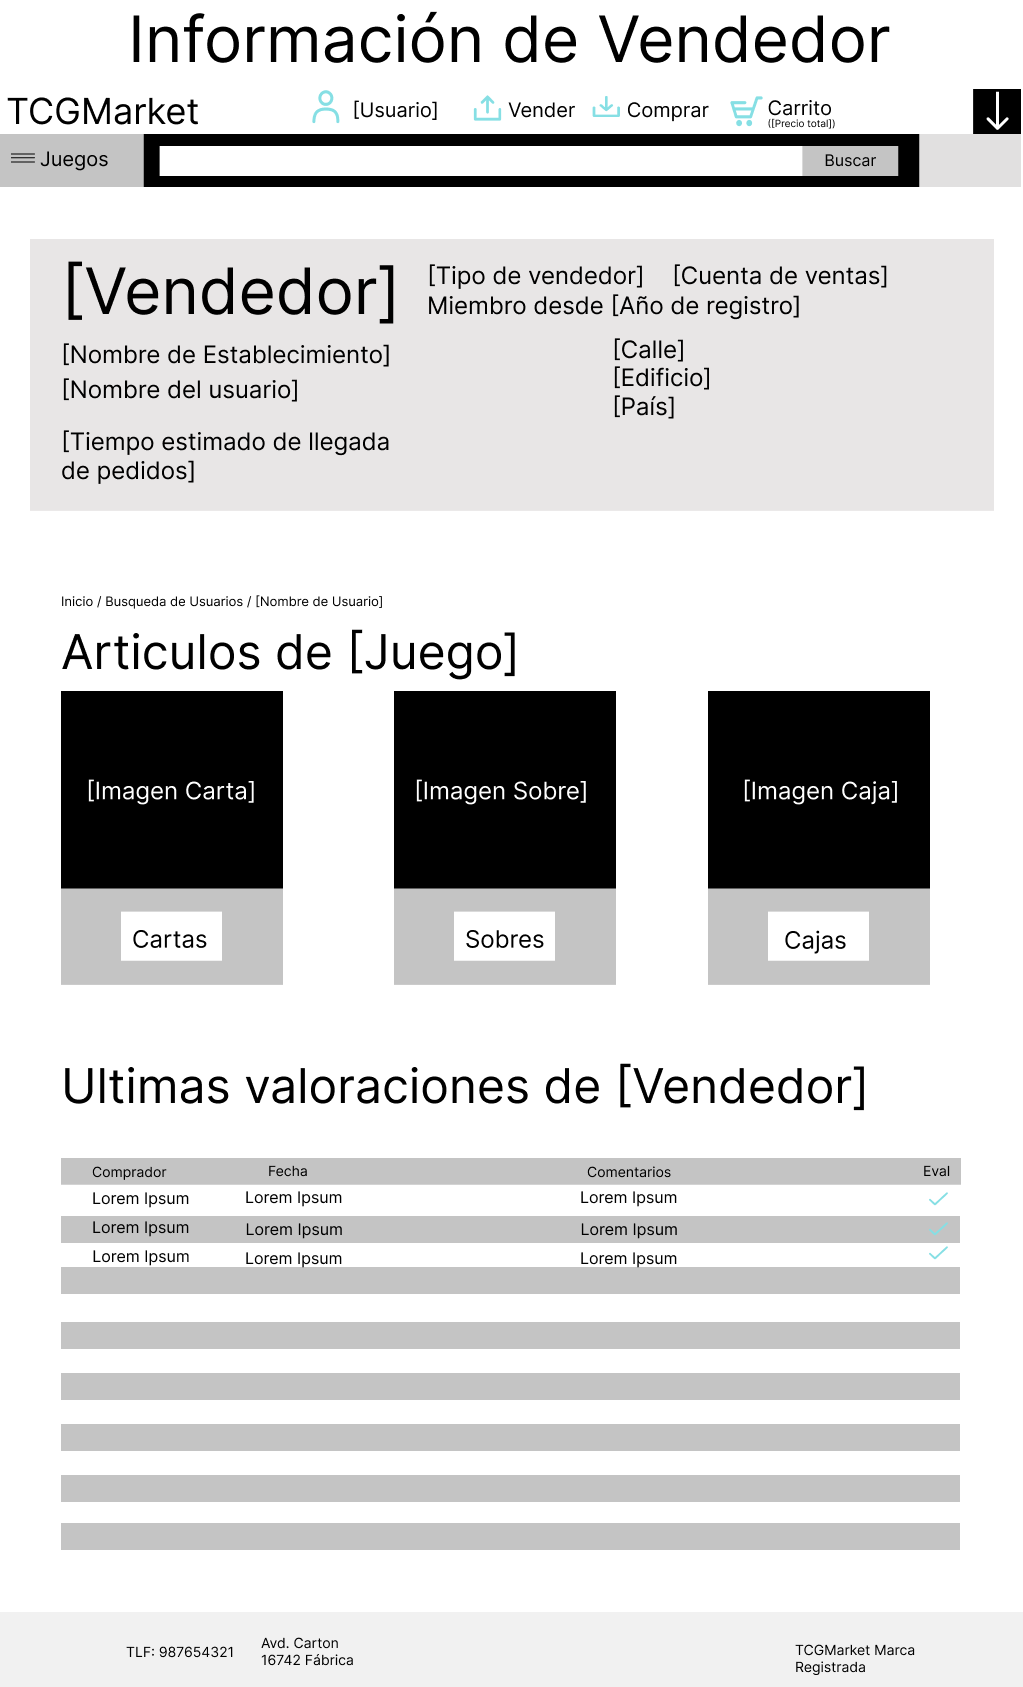 Información de Vendedor
TCGMarket
[Usuario]
Vender
Comprar
Carrito
([Precio total])
Juegos
Buscar
[Vendedor]
[Tipo de vendedor]
[Cuenta de ventas]
Miembro desde [Año de registro]
[Nombre de Establecimiento]
[Nombre del usuario]
[Calle]
[Edificio]
[País]
[Tiempo estimado de llegada
de pedidos]
Inicio / Busqueda de Usuarios / [Nombre de Usuario]
Articulos de [Juego]
[Imagen Carta]
[Imagen Sobre]
[Imagen Caja]
Cartas
Sobres
Cajas
Ultimas valoraciones de [Vendedor]
Comprador Fecha Comentarios Eval
Lorem Ipsum Lorem Ipsum Lorem Ipsum
Lorem Ipsum Lorem Ipsum Lorem Ipsum
Lorem Ipsum Lorem Ipsum Lorem Ipsum
TLF: 987654321
Avd. Carton
16742 Fábrica
TCGMarket Marca
Registrada